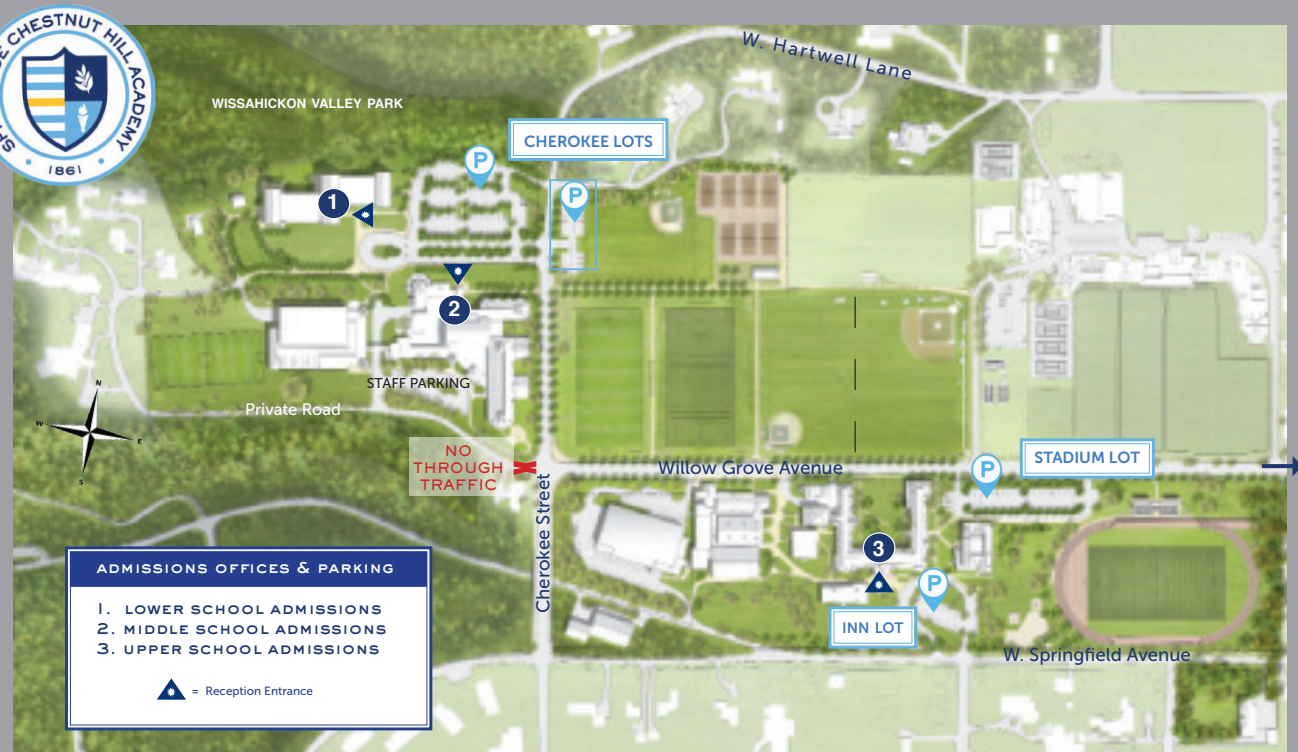 CHESTNUT HILL ACADEMY
1861
WISSAHICKON VALLEY PARK
W. Hartwell Lane
CHEROKEE LOTS
P
P
1
2
STAFF PARKING
Private Road
N
W
E
S
NO
THROUGH
TRAFFIC
Cherokee Street
Willow Grove Avenue
P
STADIUM LOT
3
P
INN LOT
W. Springfield Avenue
ADMISSIONS OFFICES & PARKING
1. LOWER SCHOOL ADMISSIONS
2. MIDDLE SCHOOL ADMISSIONS
3. UPPER SCHOOL ADMISSIONS
= Reception Entrance